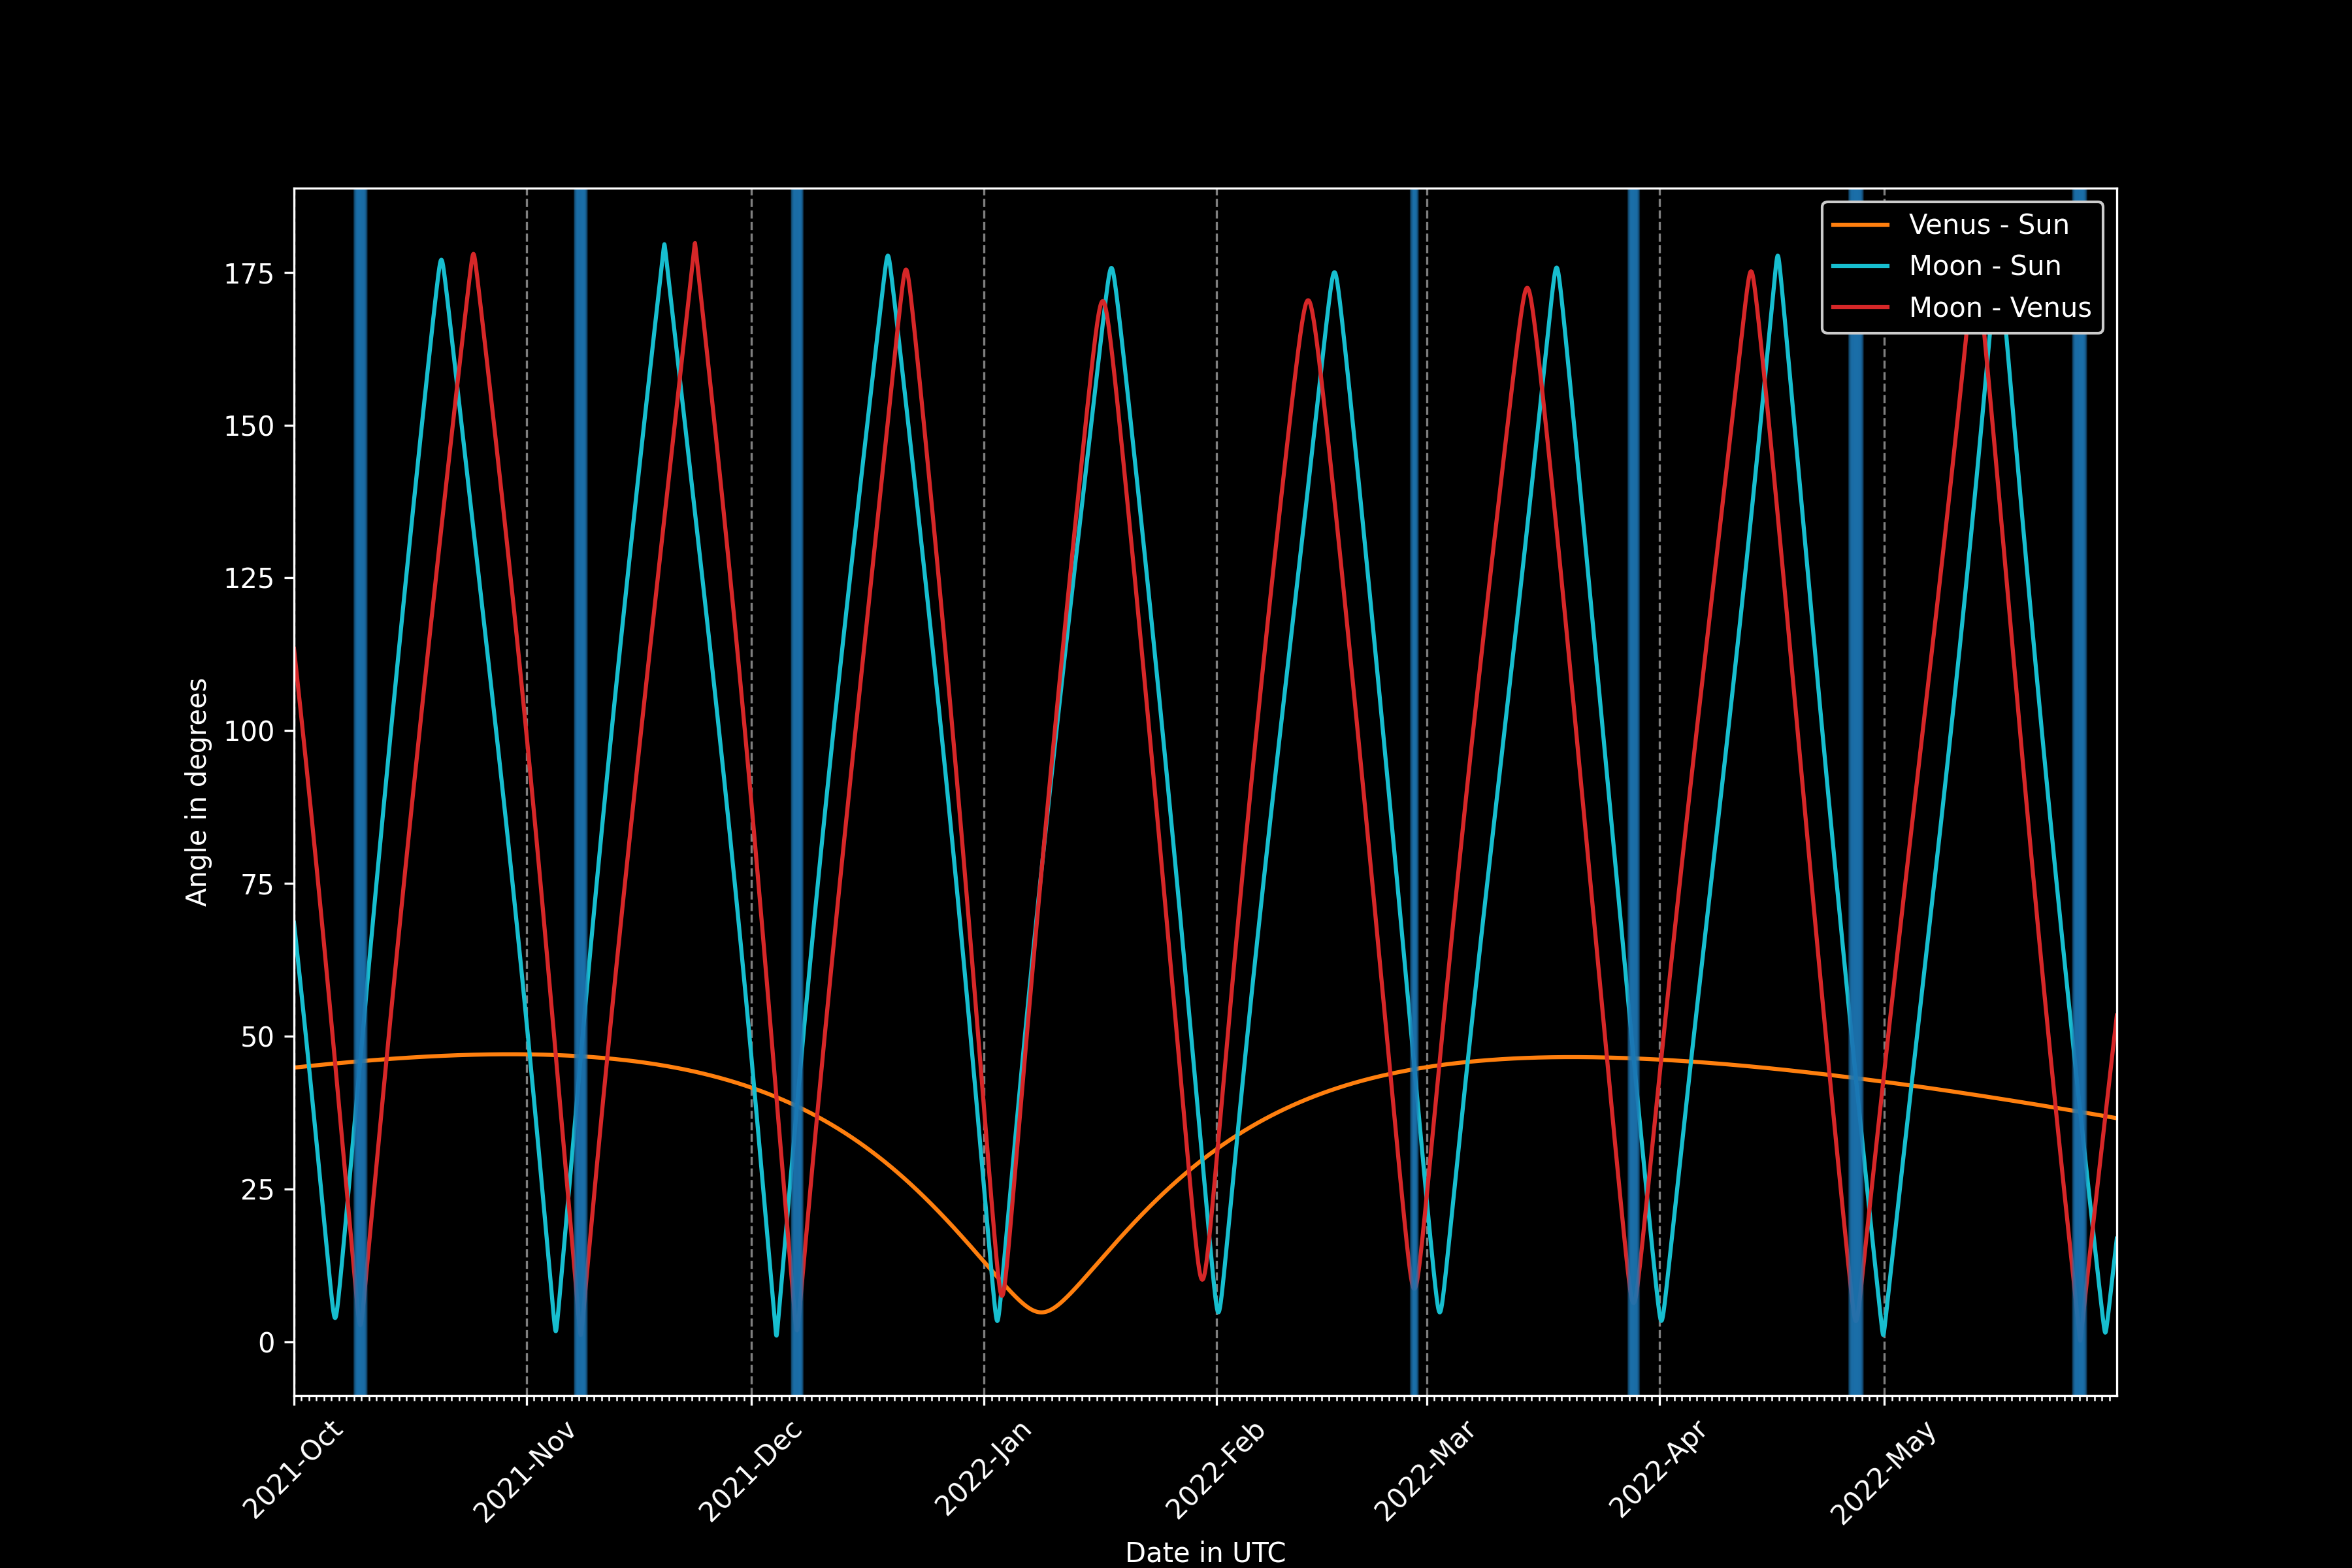 Venus - Sun
Moon - Sun
Moon - Venus
175
150
125
100
75
50
25
0
Angle in degrees
2021-Oct
2021-Nov
2021-Dec
2022-Jan
2022-Feb
2022-Mar
2022-Apr
2022-May
Date in UTC